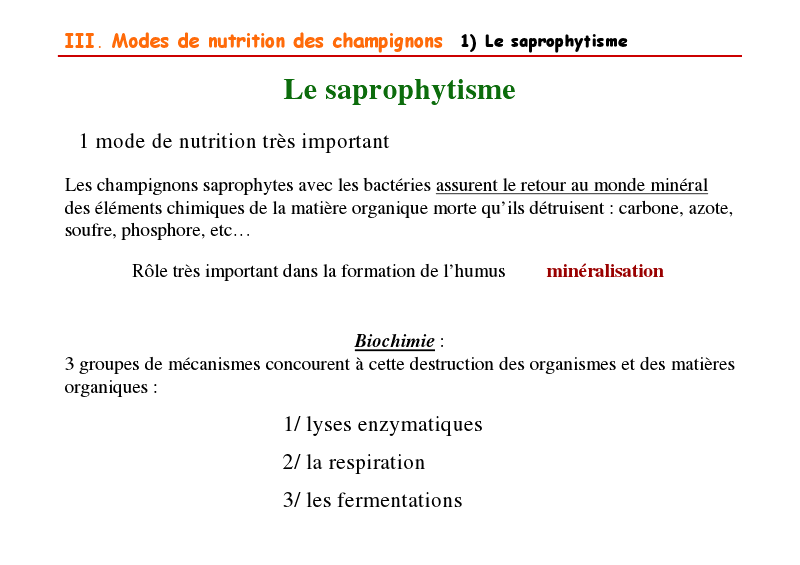 III. Modes de nutrition des champignons 1) Le saprophytisme
Le saprophytisme
1 mode de nutrition très important
Les champignons saprophytes avec les bactéries assurent le retour au monde minéral
des éléments chimiques de la matière organique morte qu’ils détruisent : carbone, azote,
soufre, phosphore, etc…
Rôle très important dans la formation de l’humus minéralisation
Biochimie :
3 groupes de mécanismes concourent à cette destruction des organismes et des matières
organiques :
1/ lyses enzymatiques
2/ la respiration
3/ les fermentations